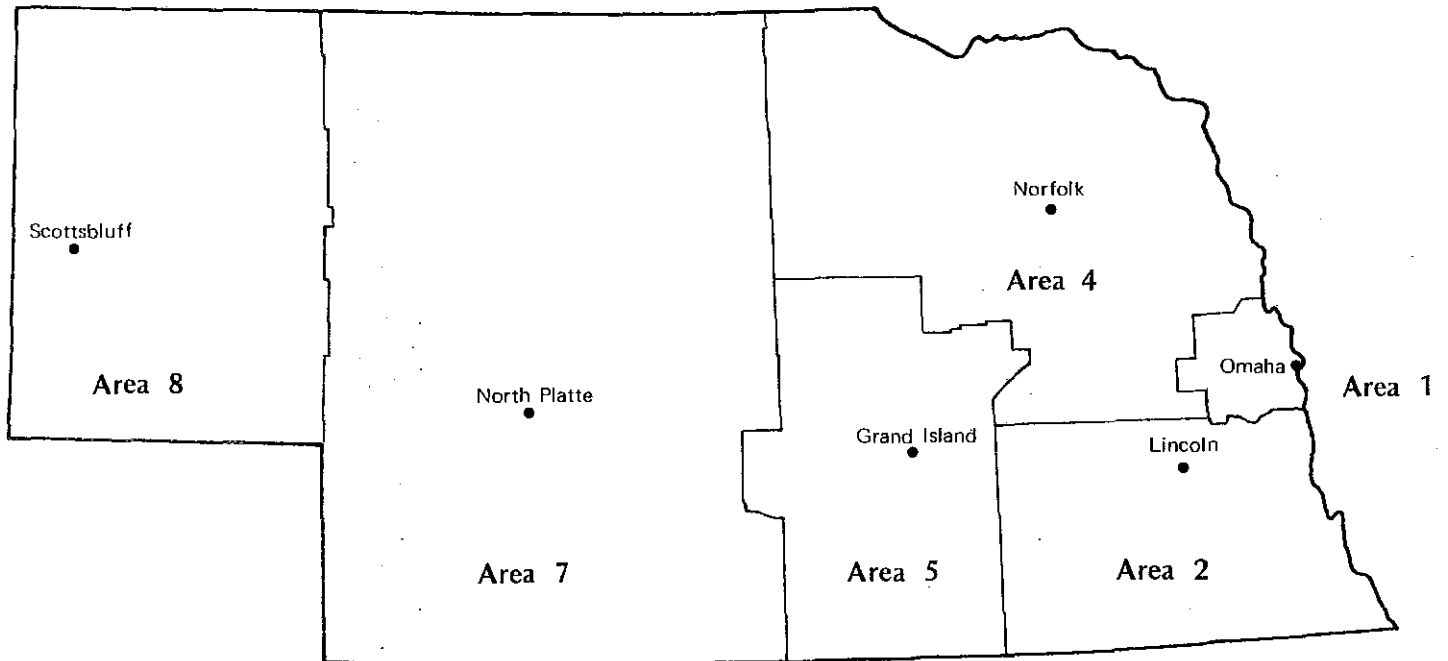 Norfolk
Scottsbluff
Area 4
Omaha
Area 8
Area 1
North Platte
Grand Island
Lincoln
Area 7
Area 5
Area 2